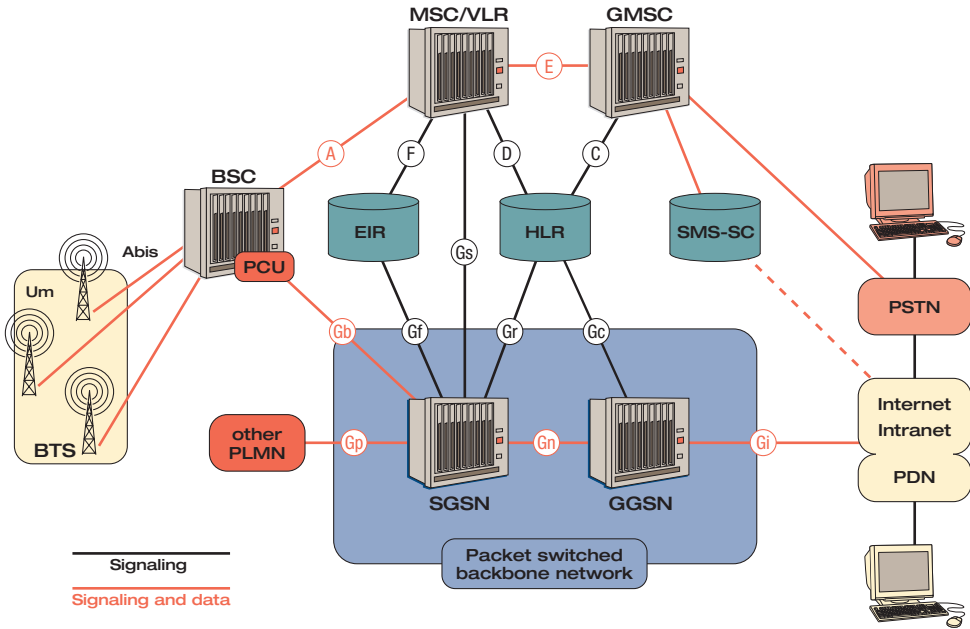 MSC/VLR
GMSC
E
A
F
D
C
BSC
EIR
HLR
SMS-SC
Abis
Gs
PCU
Um
PSTN
Gb
Gf
Gr
Gc
Internet
Intranet
other
PLMN
Gp
Gn
Gi
BTS
PDN
SGSN
GGSN
Packet switched
backbone network
Signaling
Signaling and data